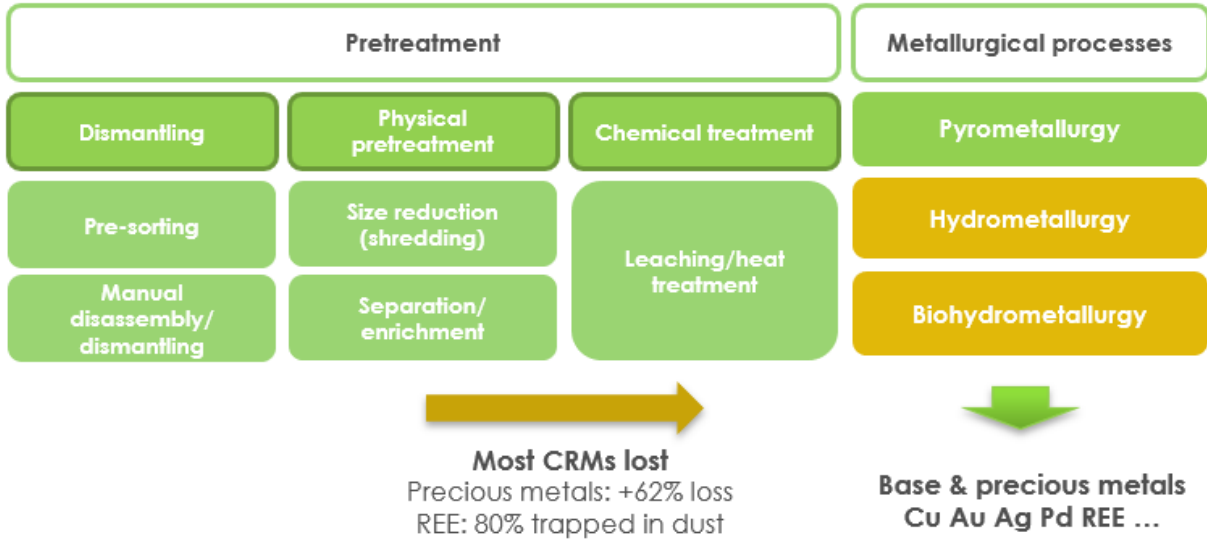 Pretreatment
Metallurgical processes
Dismantling
Physical
pretreatment
Chemical treatment
Pyrometallurgy
Pre-sorting
Size reduction
(shredding)
Leaching/heat
treatment
Hydrometallurgy
Manual
disassembly/
dismantling
Separation/
enrichment
Biohydrometallurgy
Most CRMs lost
Precious metals: +62% loss
REE: 80% trapped in dust
Base & precious metals
Cu Au Ag Pd REE ...